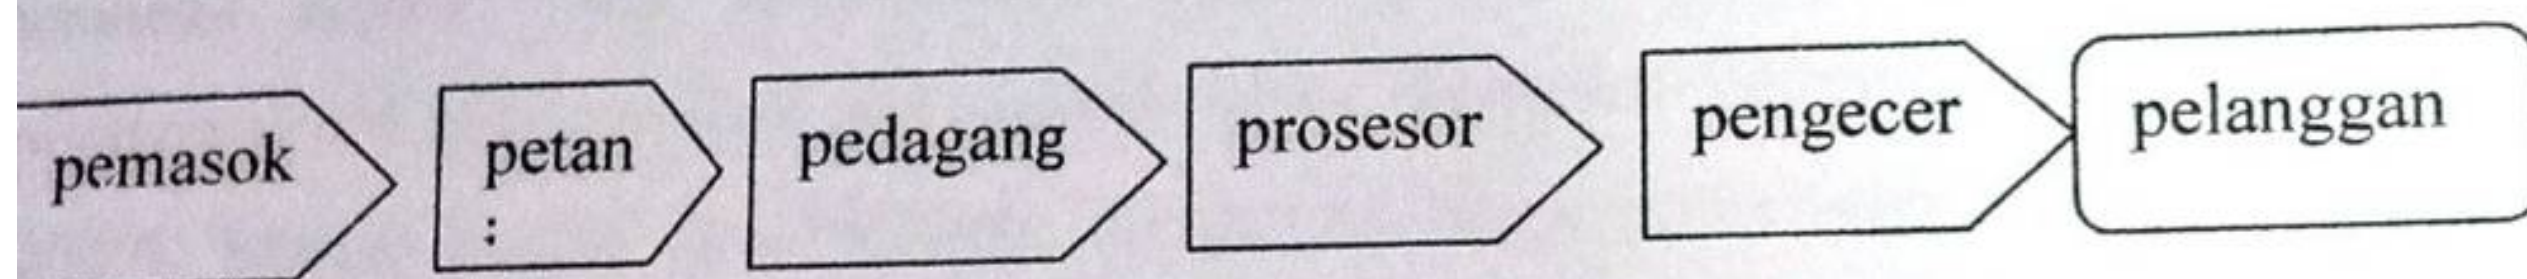 pemasok
petan
:
pedagang
prosesor
pengecer
pelanggan